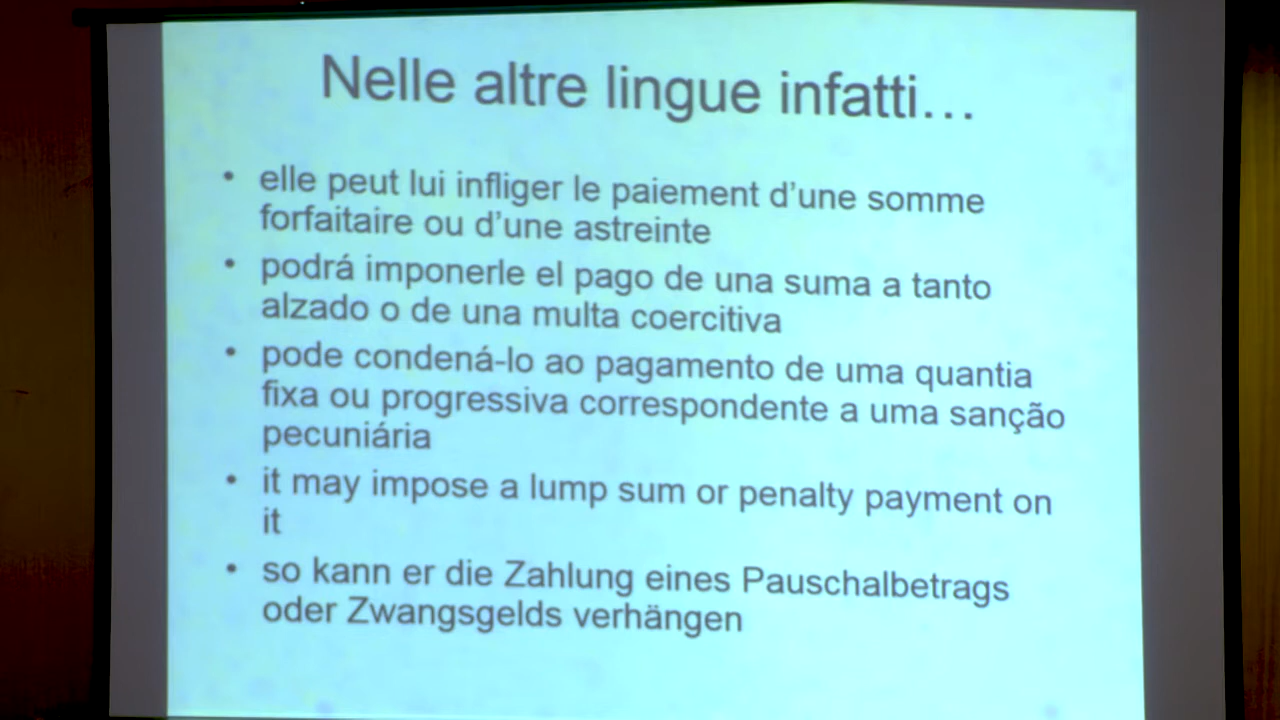 Nelle altre lingue infatti…
• elle peut lui infliger le paiement d’une somme
forfaitaire ou d’une astreinte
• podrá imponerle el pago de una suma a tanto
alzado o de una multa coercitiva
• pode condená-lo ao pagamento de uma quantia
fixa ou progressiva correspondente a uma sanção
pecuniária
• it may impose a lump sum or penalty payment on
it
• so kann er die Zahlung eines Pauschalbetrags
oder Zwangsgelds verhängen